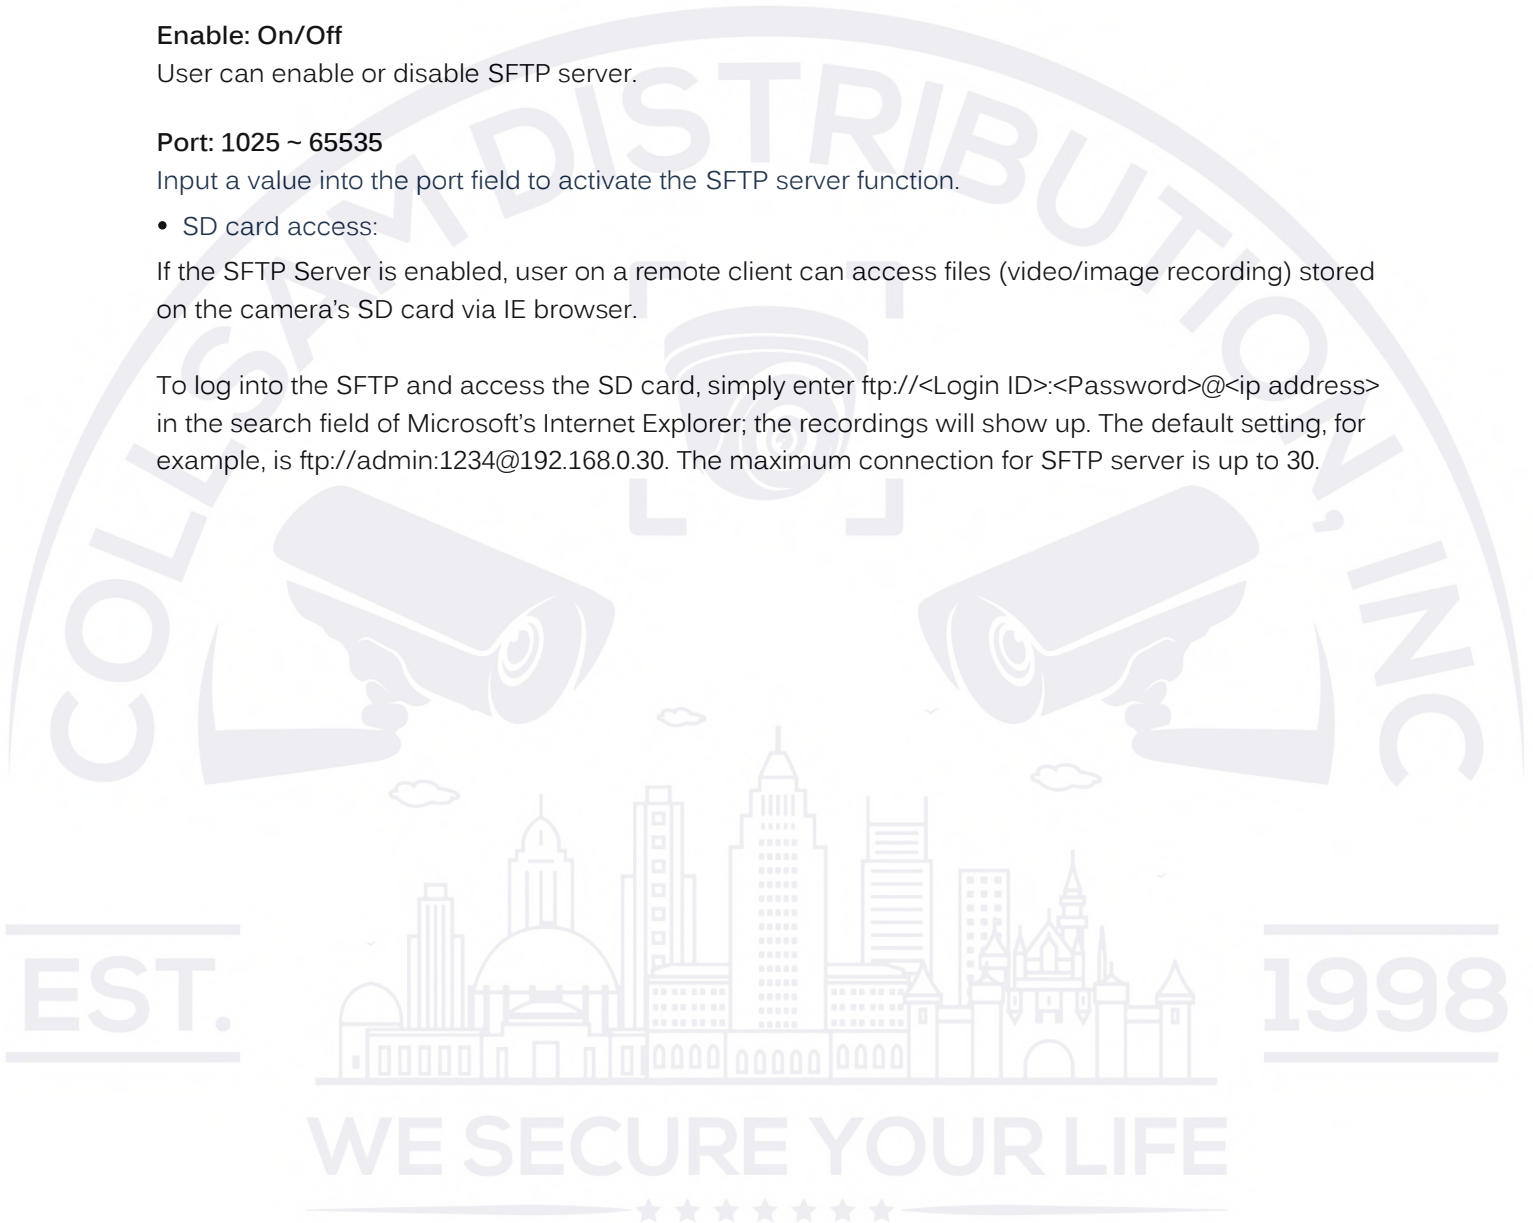 Enable: On/Off
User can enable or disable SFTP server.
Port: 1025 ~ 65535
Input a value into the port field to activate the SFTP server function.
• SD card access:
If the SFTP Server is enabled, user on a remote client can access files (video/image recording) stored
on the camera’s SD card via IE browser.
To log into the SFTP and access the SD card, simply enter ftp://<Login ID>:<Password>@<ip address>
in the search field of Microsoft’s Internet Explorer; the recordings will show up. The default setting, for
example, is ftp://admin:1234@192.168.0.30. The maximum connection for SFTP server is up to 30.
COLLSAM DISTRIBUTION, INC
EST.
1998
WE SECURE YOUR LIFE